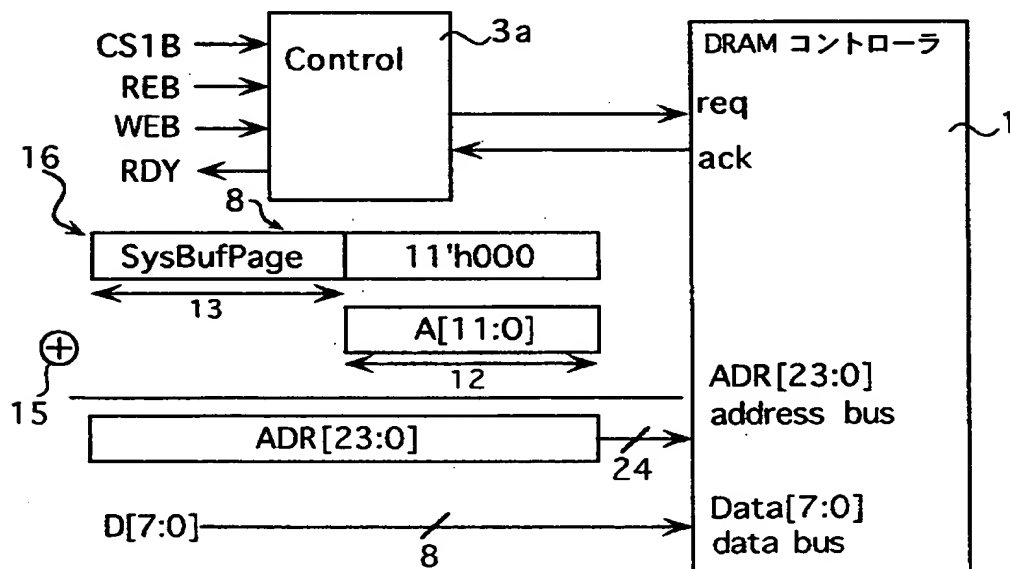 CS1B
REB
WEB
RDY
Control
3a
DRAM コントローラ
req
ack
1
16
8
SysBufPage
11'h000
13
A[11:0]
12
15
ADR[23:0]
24
ADR[23:0]
address bus
D[7:0]
8
Data[7:0]
data bus